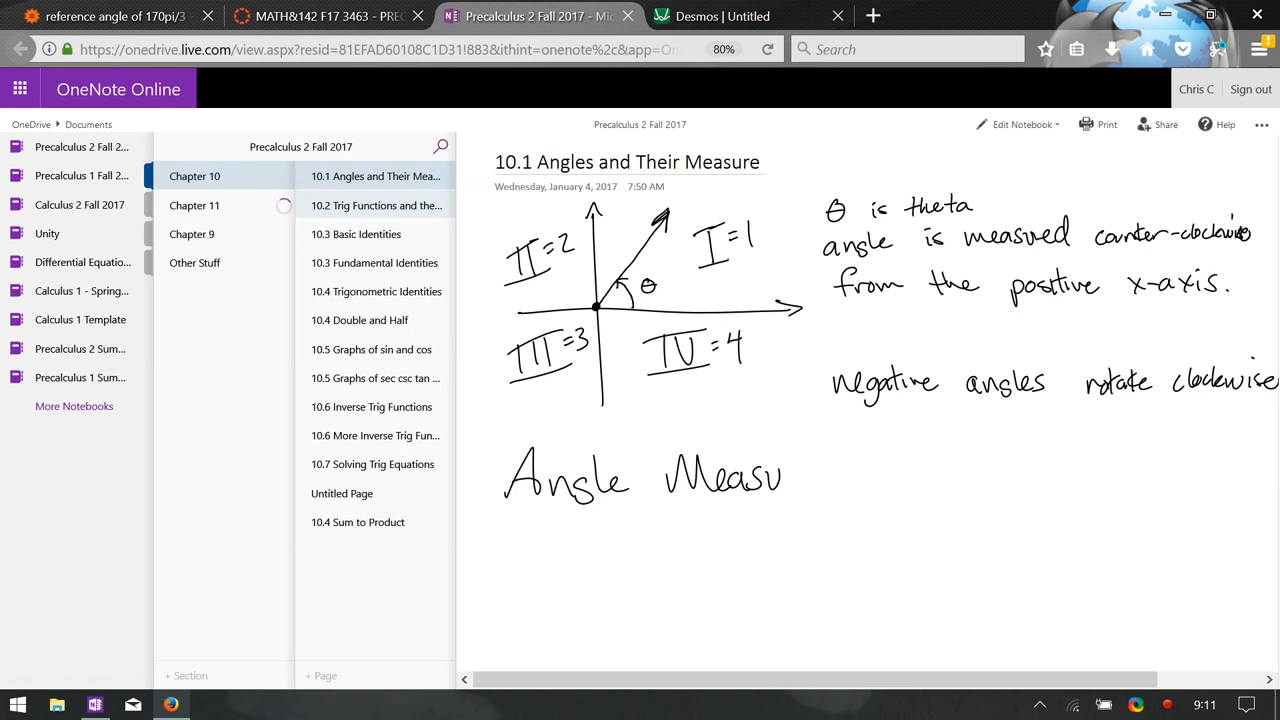 reference angle of 170pi/3
MATH&142 F17 3463 - PREC
Precalculus 2 Fall 2017 - Mic
Desmos | Untitled
https://onedrive.live.com/view.aspx?resid=81EFAD60108C1D31!883&ithint=onenote%2c&app=On
80%
Search
OneNote Online
Chris C
Sign out
OneDrive
Documents
Precalculus 2 Fall 2017
Edit Notebook
Print
Share
Help
Precalculus 2 Fall 2...
Precalculus 1 Fall 2...
Calculus 2 Fall 2017
Unity
Differential Equatio...
Calculus 1 - Spring...
Calculus 1 Template
Precalculus 2 Sum...
Precalculus 1 Sum...
More Notebooks
Chapter 10
Chapter 11
Chapter 9
Other Stuff
+ Section
Precalculus 2 Fall 2017
10.1 Angles and Their Mea...
10.2 Trig Functions and the...
10.3 Basic Identities
10.3 Fundamental Identities
10.4 Trigonometric Identities
10.4 Double and Half
10.5 Graphs of sin and cos
10.5 Graphs of sec csc tan ...
10.6 Inverse Trig Functions
10.6 More Inverse Trig Fun...
10.7 Solving Trig Equations
Untitled Page
10.4 Sum to Product
+ Page
10.1 Angles and Their Measure
Wednesday, January 4, 2017 7:50 AM
II=2
I=1
θ
III=3
IV=4
θ is theta
angle is measured counter-clockwise
from the positive x-axis.
negative angles rotate clockwise
Angle Measu
9:11